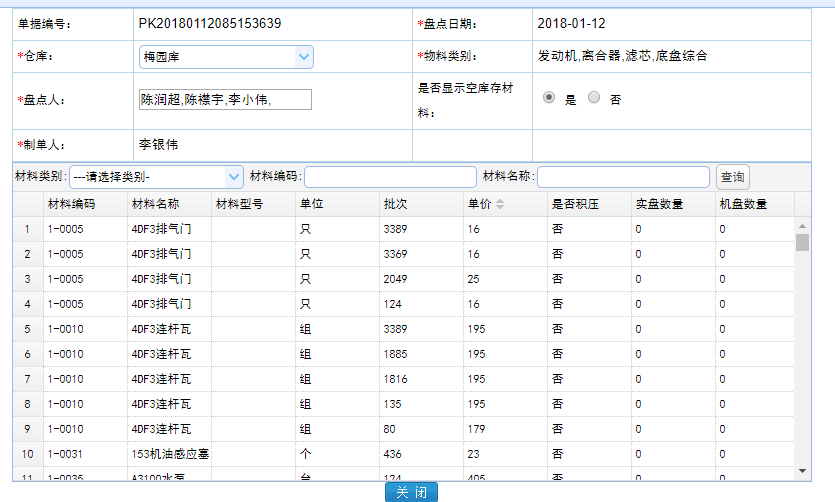 单据编号: PK20180112085153639 *盘点日期: 2018-01-12
*仓库: 梅园库 *物料类别: 发动机,离合器,滤芯,底盘综合
*盘点人: 陈润超,陈襟宇,李小伟, 是否显示空库存材料: 是 否
*制单人: 李银伟
材料类别: ---请选择类别- 材料编码: 材料名称: 查询
材料编码 材料名称 材料型号 单位 批次 单价 是否积压 实盘数量 机盘数量
1 1-0005 4DF3排气门 只 3389 16 否 0 0
2 1-0005 4DF3排气门 只 3369 16 否 0 0
3 1-0005 4DF3排气门 只 2049 25 否 0 0
4 1-0005 4DF3排气门 只 124 16 否 0 0
5 1-0010 4DF3连杆瓦 组 3389 195 否 0 0
6 1-0010 4DF3连杆瓦 组 1885 195 否 0 0
7 1-0010 4DF3连杆瓦 组 1816 195 否 0 0
8 1-0010 4DF3连杆瓦 组 135 195 否 0 0
9 1-0010 4DF3连杆瓦 组 80 179 否 0 0
10 1-0031 153机油感应塞 个 436 23 否 0 0
11 1-0035 A3100水泵 台 124 405 否 0 0
关 闭